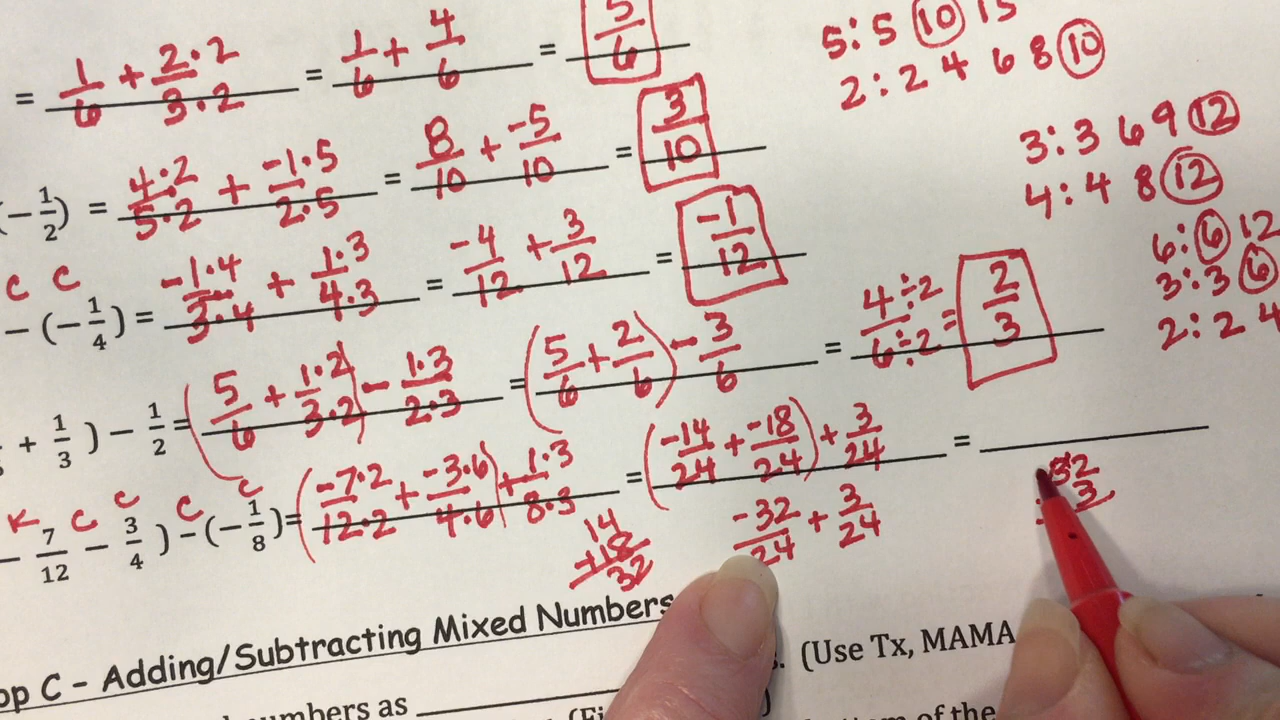 = 1/6 + 2·2/3·2 = 1/6 + 4/6 = 5/6
5: 5 10 15
2: 2 4 6 8 10
(− 1/2) = 4·2/5·2 + -1·5/2·5 = 8/10 + -5/10 = 3/10
3: 3 6 9 12
4: 4 8 12
C C
− (− 1/4) = -1·4/3·4 + 1·3/4·3 = -4/12 + 3/12 = -1/12
6: 6 12
3: 3 6
2: 2 4
+ 1/3 ) − 1/2 = (5/6 + 1·2/3·2) - 1·3/2·3 = (5/6 + 2/6) - 3/6 = 4÷2/6÷2 = 2/3
K C C C C
− 7/12 − 3/4 ) − (− 1/8) = (-7·2/12·2 + -3·6/4·6) + 1·3/8·3 = (-14/24 + -18/24) + 3/24 =
14
+18
32
-32/24 + 3/24
32
3
op C - Adding/Subtracting Mixed Numbers
. (Use Tx, MAMA
numbers as
of the